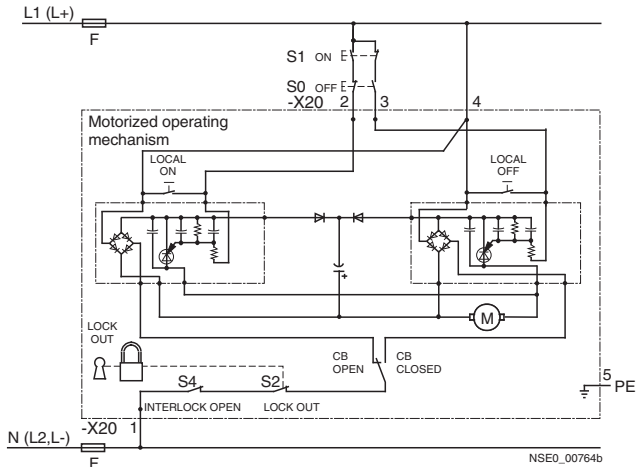 L1 (L+)
F
S1 ON E
S0 OFF E
-X20 2 3 4
Motorized operating
mechanism
LOCAL
ON
LOCAL
OFF
+
M
LOCK
OUT
CB
OPEN
CB
CLOSED
S4 S2
INTERLOCK OPEN LOCK OUT
5
PE
-X20 1
N (L2,L-)
F
NSE0_00764b